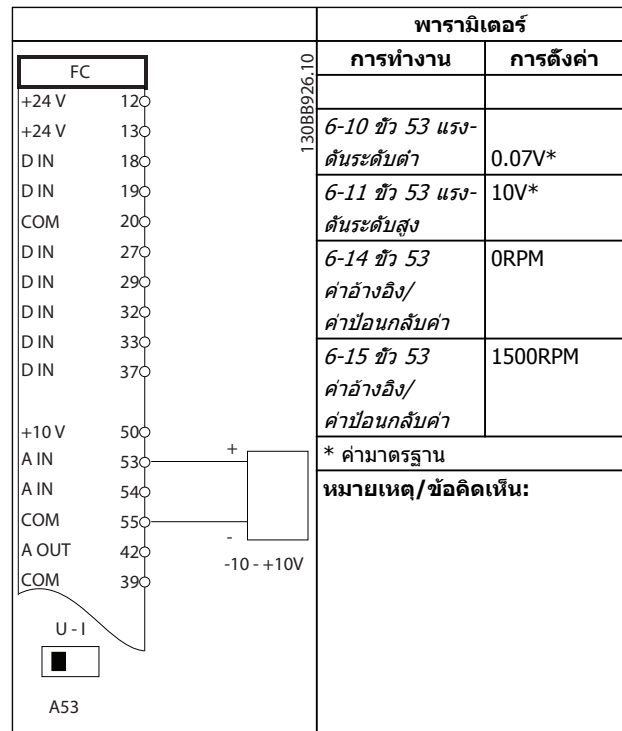 พารามิเตอร์
การทำงาน การตั้งค่า
FC
130BB926.10
+24 V 12
+24 V 13
D IN 18
D IN 19
COM 20
D IN 27
D IN 29
D IN 32
D IN 33
D IN 37
+10 V 50
A IN 53
A IN 54
COM 55
A OUT 42
COM 39
+
-
-10 - +10V
U - I
A53
6-10 ขั้ว 53 แรง-
ดันระดับต่ำ 0.07V*
6-11 ขั้ว 53 แรง- 10V*
ดันระดับสูง
6-14 ขั้ว 53 0RPM
ค่าอ้างอิง/
ค่าป้อนกลับค่า
6-15 ขั้ว 53 1500RPM
ค่าอ้างอิง/
ค่าป้อนกลับค่า
* ค่ามาตรฐาน
หมายเหตุ/ข้อคิดเห็น: